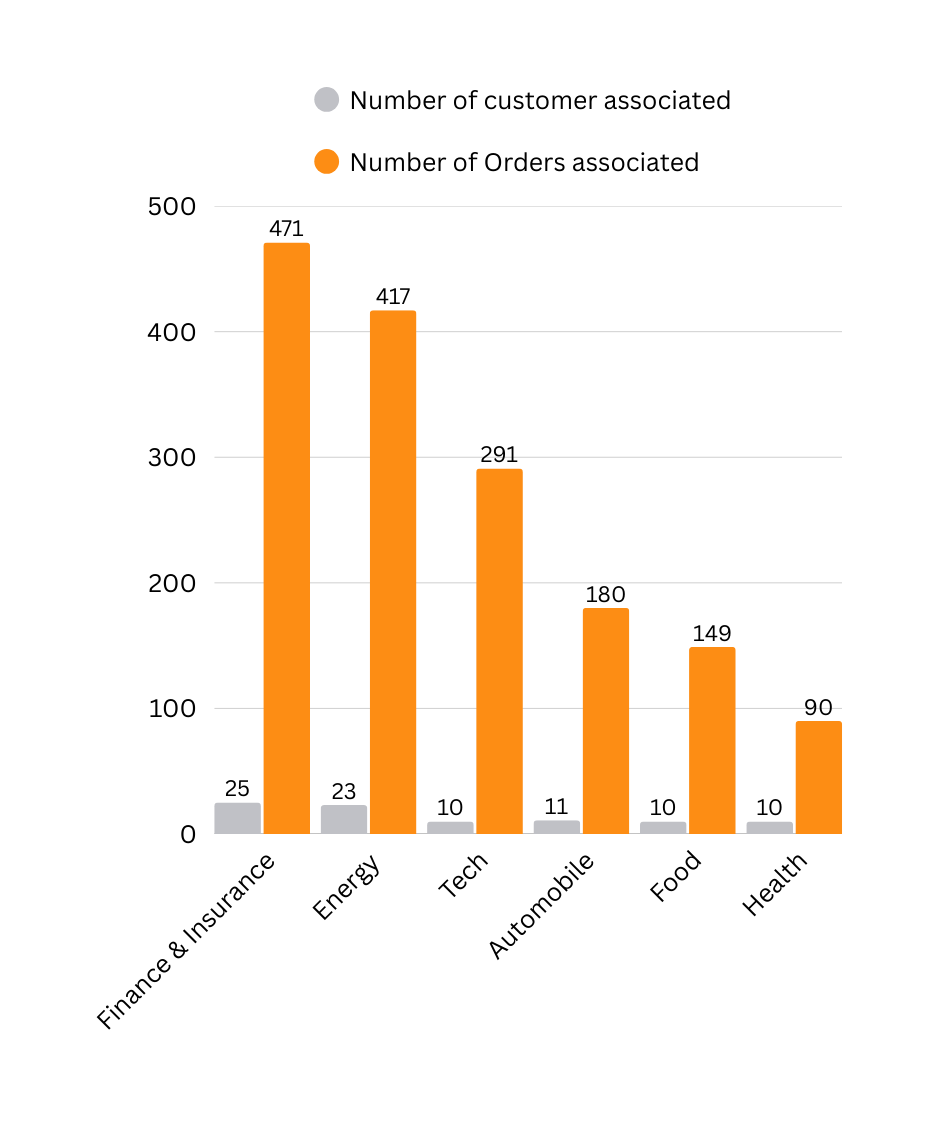 Number of customer associated
Number of Orders associated
500
471
417
400
300
291
200
180
149
100
90
25
23
10
11
10
10
0
Finance & Insurance
Energy
Tech
Automobile
Food
Health